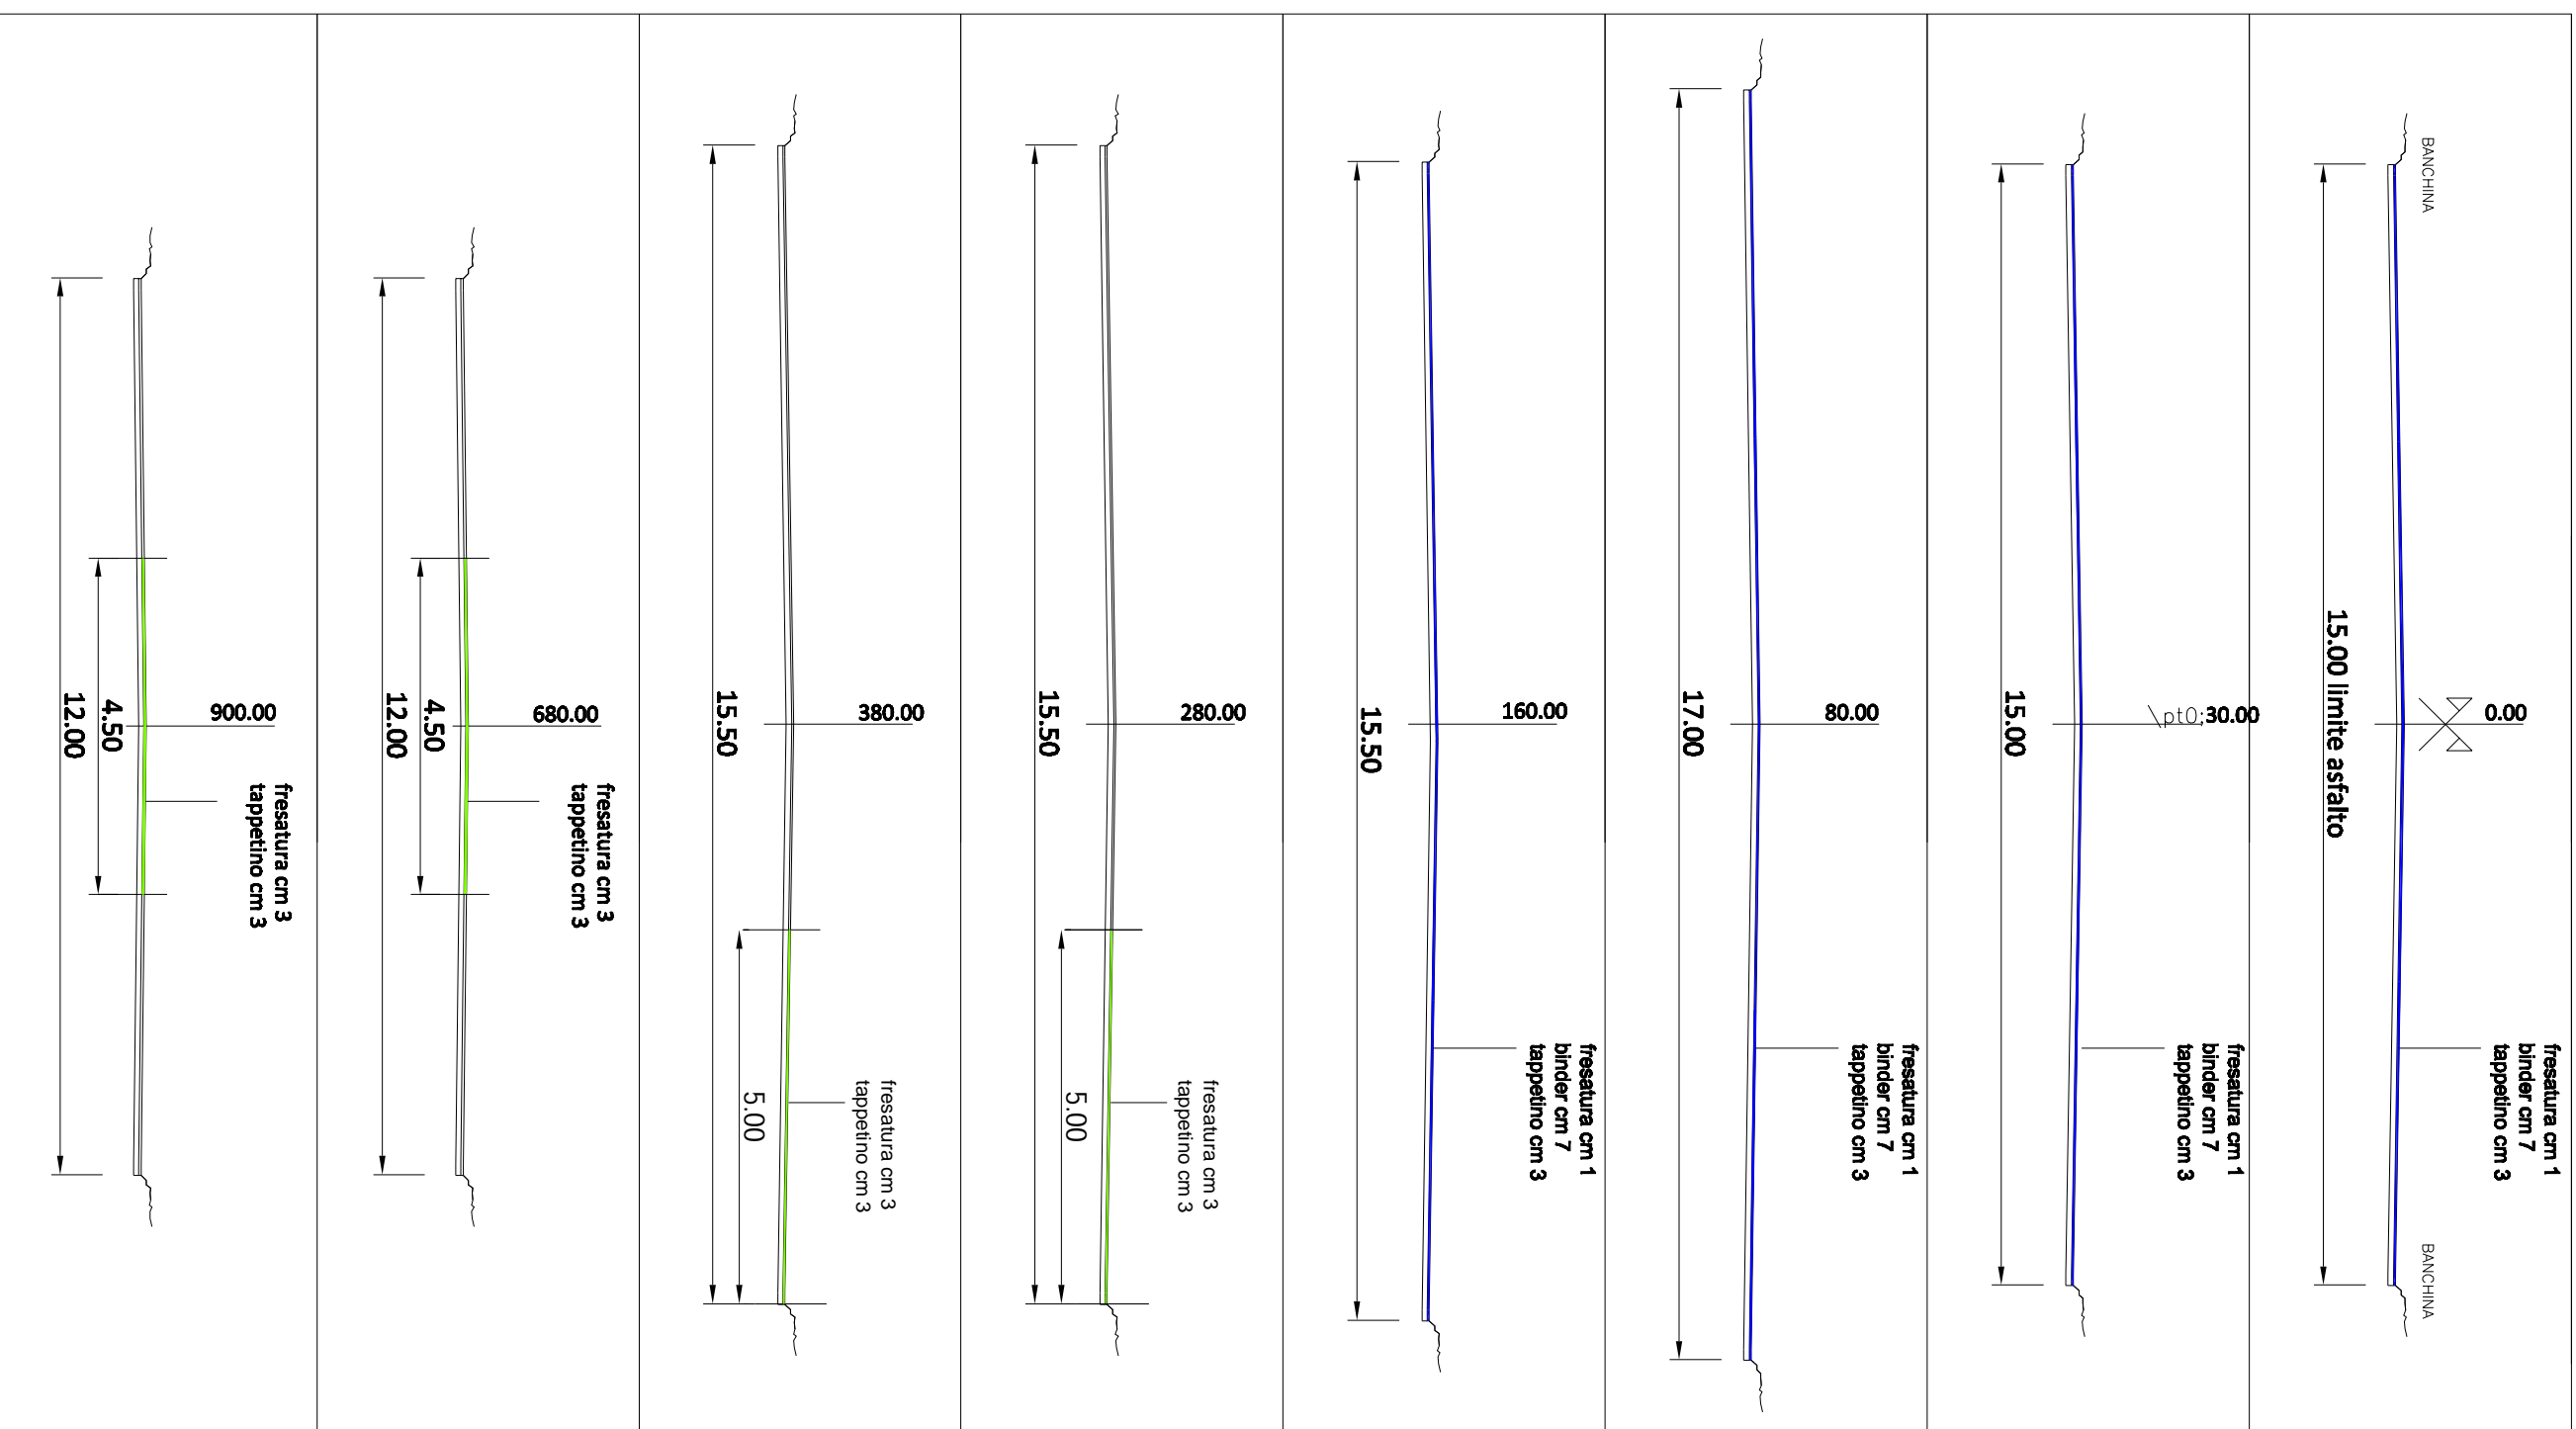 BANCHINA
0.00
15.00 limite asfalto
fresatura cm 1
binder cm 7
tappetino cm 3
BANCHINA
\pt0;30.00
15.00
fresatura cm 1
binder cm 7
tappetino cm 3
80.00
17.00
fresatura cm 1
binder cm 7
tappetino cm 3
160.00
15.50
fresatura cm 1
binder cm 7
tappetino cm 3
280.00
15.50
fresatura cm 3
tappetino cm 3
5.00
380.00
15.50
fresatura cm 3
tappetino cm 3
5.00
680.00
4.50
12.00
fresatura cm 3
tappetino cm 3
900.00
4.50
12.00
fresatura cm 3
tappetino cm 3